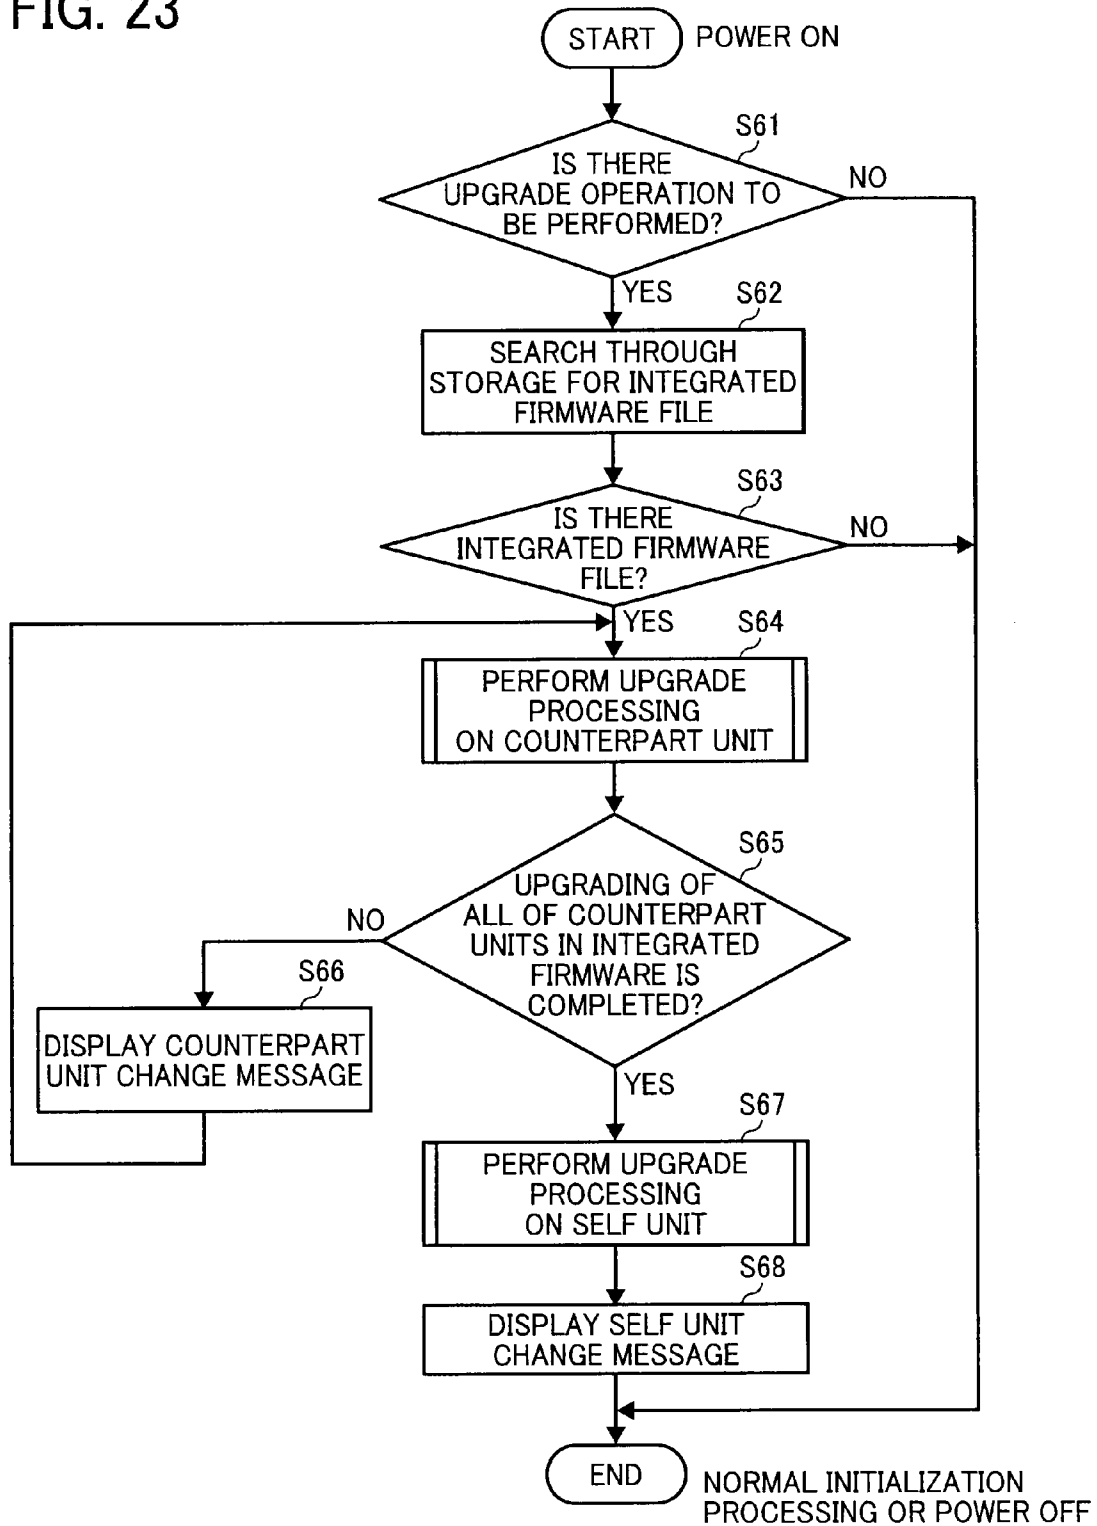 FIG. 23
START
POWER ON
S61
IS THERE
UPGRADE OPERATION TO
BE PERFORMED?
NO
YES
S62
SEARCH THROUGH
STORAGE FOR INTEGRATED
FIRMWARE FILE
S63
IS THERE
INTEGRATED FIRMWARE
FILE?
NO
YES
S64
PERFORM UPGRADE
PROCESSING
ON COUNTERPART UNIT
S65
UPGRADING OF
ALL OF COUNTERPART
UNITS IN INTEGRATED
FIRMWARE IS
COMPLETED?
NO
S66
DISPLAY COUNTERPART
UNIT CHANGE MESSAGE
YES
S67
PERFORM UPGRADE
PROCESSING
ON SELF UNIT
S68
DISPLAY SELF UNIT
CHANGE MESSAGE
END
NORMAL INITIALIZATION
PROCESSING OR POWER OFF